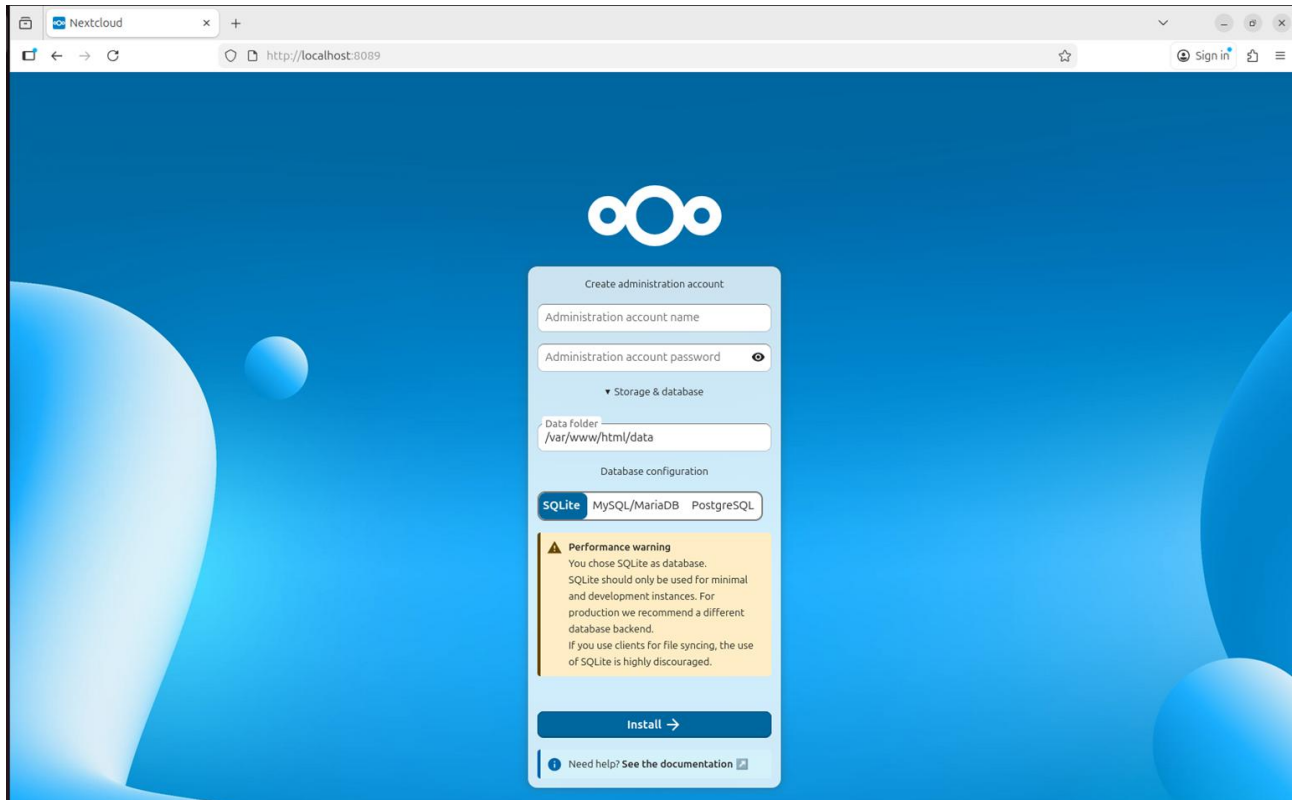 Nextcloud
http://localhost:8089
Sign in
Create administration account
Administration account name
Administration account password
▾ Storage & database
Data folder
/var/www/html/data
Database configuration
SQLite MySQL/MariaDB PostgreSQL
Performance warning
You chose SQLite as database.
SQLite should only be used for minimal
and development instances. For
production we recommend a different
database backend.
If you use clients for file syncing, the use
of SQLite is highly discouraged.
Install →
Need help? See the documentation